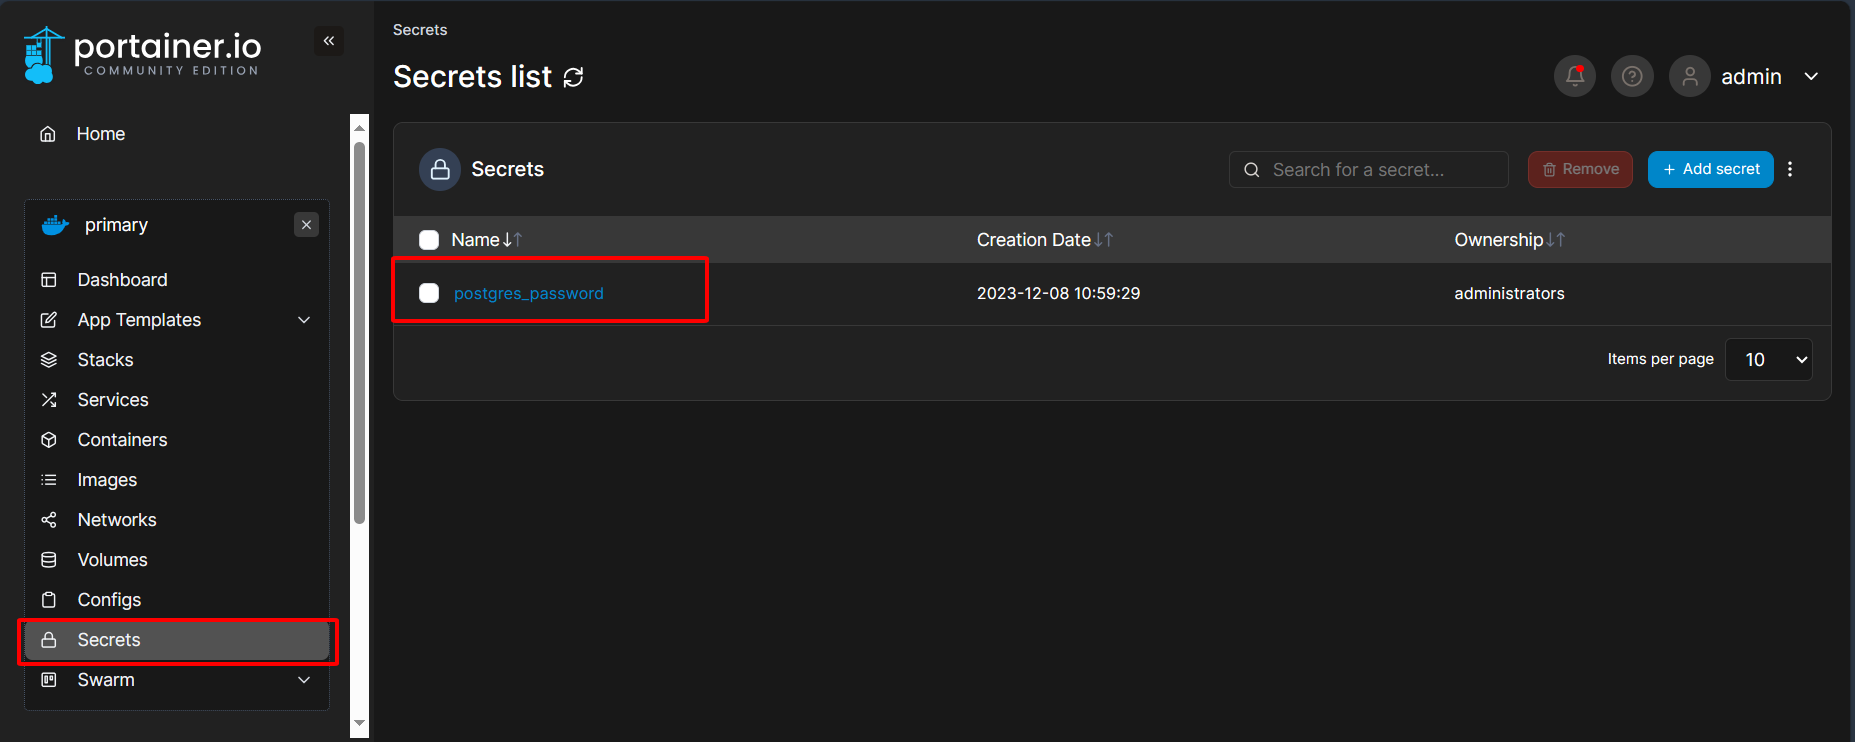 portainer.io
COMMUNITY EDITION
Home
primary
Dashboard
App Templates
Stacks
Services
Containers
Images
Networks
Volumes
Configs
Secrets
Swarm
Secrets
Secrets list
admin
Secrets
Search for a secret...
Remove
+ Add secret
Name Creation Date Ownership
postgres_password 2023-12-08 10:59:29 administrators
Items per page 10